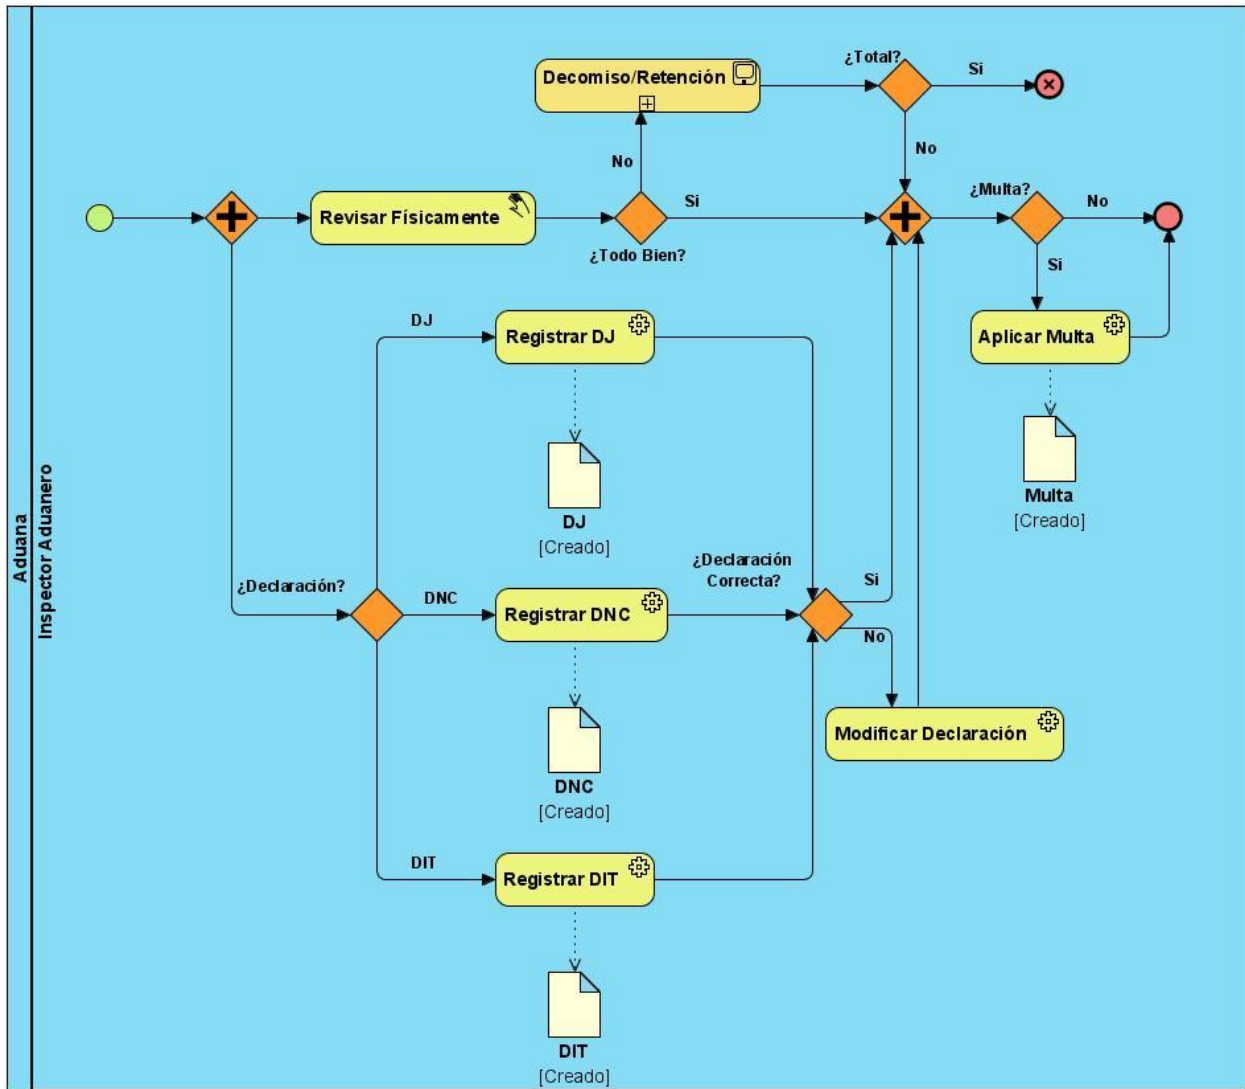 Aduana
Inspector Aduanero
¿Total?
Si
Decomiso/Retención
No
No
¿Multa?
Si
No
Revisar Físicamente
¿Todo Bien?
Si
DJ
Registrar DJ
Aplicar Multa
DJ
[Creado]
Multa
[Creado]
¿Declaración?
DNC
Registrar DNC
¿Declaración
Correcta?
Si
No
Modificar Declaración
DNC
[Creado]
DIT
Registrar DIT
DIT
[Creado]